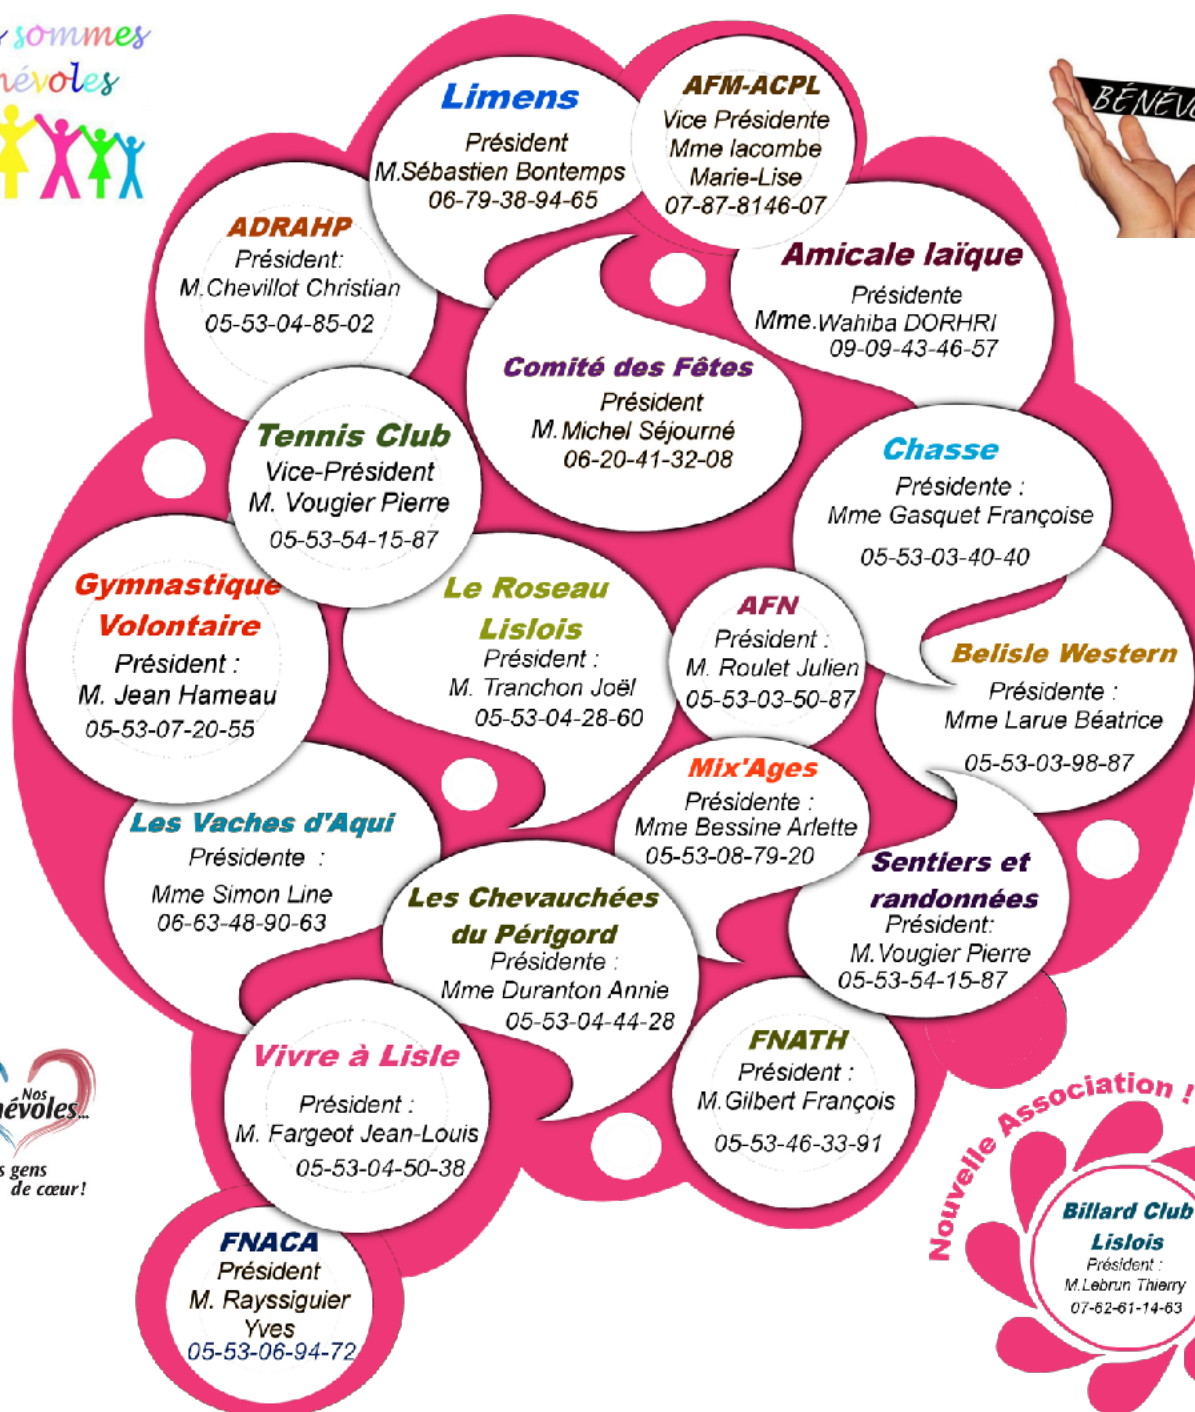 sommes
Limens
Président
M.Sébastien Bontemps
06-79-38-94-65
AFM-ACPL
Vice Présidente
Mme lacombe
Marie-Lise
07-87-8146-07
ADRAHP
Président:
M.Chevillot Christian
05-53-04-85-02
Amicale laïque
Présidente
Mme.Wahiba DORHRI
09-09-43-46-57
Comité des Fêtes
Président
M.Michel Séjourné
06-20-41-32-08
Tennis Club
Vice-Président
M. Vougier Pierre
05-53-54-15-87
Chasse
Présidente :
Mme Gasquet Françoise
05-53-03-40-40
Gymnastique
Volontaire
Président :
M. Jean Hameau
05-53-07-20-55
Le Roseau
Lislois
Président :
M. Tranchon Joël
05-53-04-28-60
AFN
Président :
M. Roulet Julien
05-53-03-50-87
Belisle Western
Présidente :
Mme Larue Béatrice
05-53-03-98-87
Mix'Ages
Présidente :
Mme Bessine Arlette
05-53-08-79-20
Les Vaches d'Aqui
Présidente :
Mme Simon Line
06-63-48-90-63
Les Chevauchées
du Périgord
Présidente :
Mme Duranton Annie
05-53-04-44-28
Sentiers et
randonnées
Président:
M.Vougier Pierre
05-53-54-15-87
Vivre à Lisle
Président :
M. Fargeot Jean-Louis
05-53-04-50-38
FNATH
Président :
M.Gilbert François
05-53-46-33-91
Nos
gens
de cœur!
FNACA
Président
M. Rayssiguier
Yves
05-53-06-94-72
Nouvelle Association !
Billard Club
Lislois
Président :
M.Lebrun Thierry
07-62-61-14-63